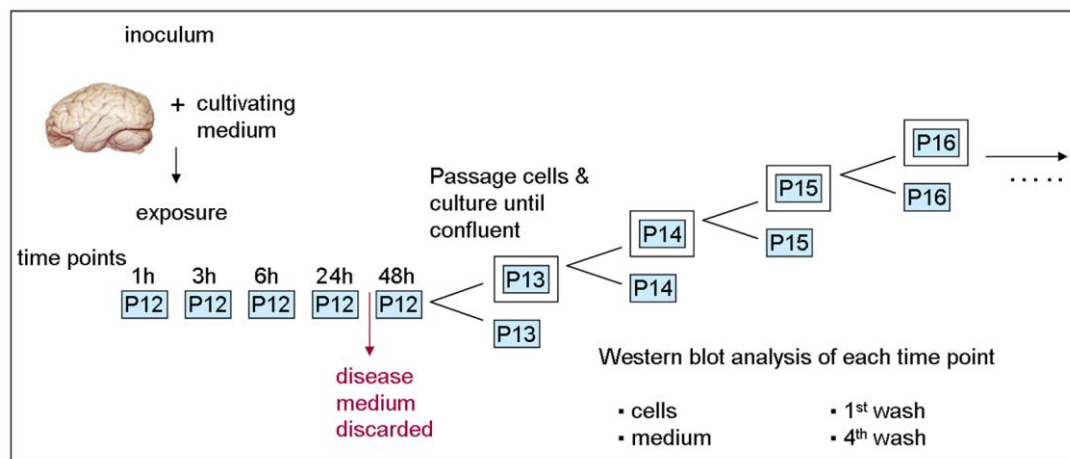 inoculum
+ cultivating
medium
exposure
time points
1h 3h 6h 24h 48h
P12 P12 P12 P12 P12
disease
medium
discarded
Passage cells &
culture until
confluent
P13
P13
P14
P14
P15
P15
P16
P16
.....
Western blot analysis of each time point
▪ cells
▪ medium
▪ 1st wash
▪ 4th wash